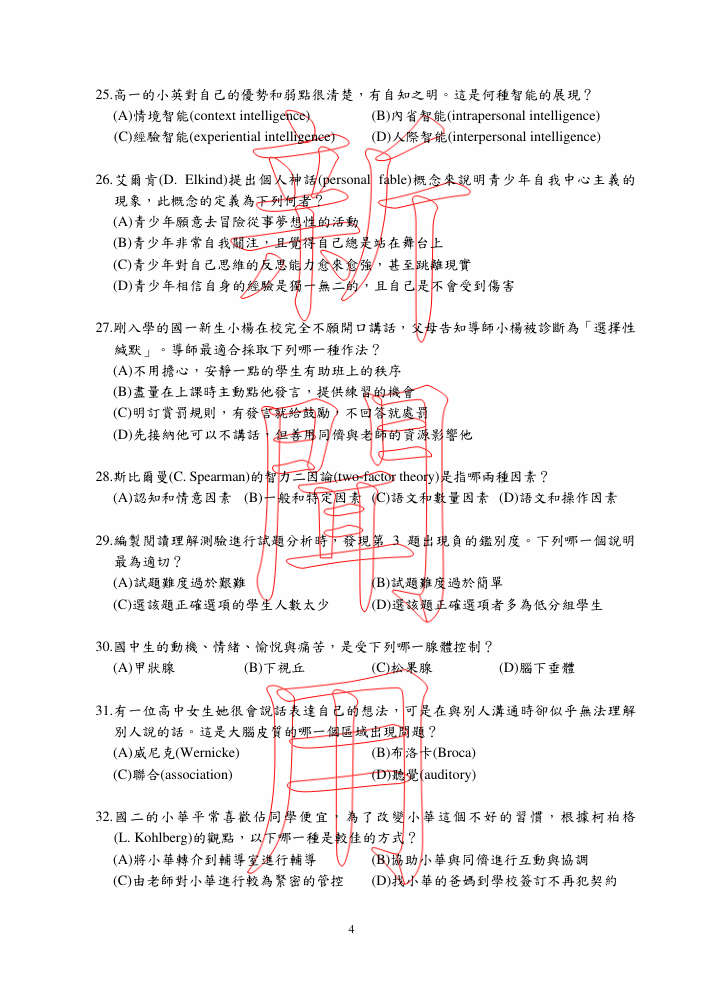 25.高一的小英對自己的優勢和弱點很清楚，有自知之明。這是何種智能的展現？
(A)情境智能(context intelligence) (B)內省智能(intrapersonal intelligence)
(C)經驗智能(experiential intelligence) (D)人際智能(interpersonal intelligence)
26.艾爾肯(D. Elkind)提出個人神話(personal fable)概念來說明青少年自我中心主義的
現象，此概念的定義為下列何者？
(A)青少年願意去冒險從事夢想性的活動
(B)青少年非常自我關注，且覺得自己總是站在舞台上
(C)青少年對自己思維的反思能力愈來愈強，甚至跳離現實
(D)青少年相信自身的經驗是獨一無二的，且自己是不會受到傷害
27.剛入學的國一新生小楊在校完全不願開口講話，父母告知導師小楊被診斷為「選擇性
緘默」。導師最適合採取下列哪一種作法？
(A)不用擔心，安靜一點的學生有助班上的秩序
(B)盡量在上課時主動點他發言，提供練習的機會
(C)明訂賞罰規則，有發言就給鼓勵，不回答就處罰
(D)先接納他可以不講話，但善用同儕與老師的資源影響他
28.斯比爾曼(C. Spearman)的智力二因論(two-factor theory)是指哪兩種因素？
(A)認知和情意因素 (B)一般和特定因素 (C)語文和數量因素 (D)語文和操作因素
29.編製閱讀理解測驗進行試題分析時，發現第 3 題出現負的鑑別度。下列哪一個說明
最為適切？
(A)試題難度過於艱難 (B)試題難度過於簡單
(C)選該題正確選項的學生人數太少 (D)選該題正確選項者多為低分組學生
30.國中生的動機、情緒、愉悅與痛苦，是受下列哪一腺體控制？
(A)甲狀腺 (B)下視丘 (C)松果腺 (D)腦下垂體
31.有一位高中女生她很會說話表達自己的想法，可是在與別人溝通時卻似乎無法理解
別人說的話。這是大腦皮質的哪一個區域出現問題？
(A)威尼克(Wernicke) (B)布洛卡(Broca)
(C)聯合(association) (D)聽覺(auditory)
32.國二的小華平常喜歡佔同學便宜，為了改變小華這個不好的習慣，根據柯柏格
(L. Kohlberg)的觀點，以下哪一種是較佳的方式？
(A)將小華轉介到輔導室進行輔導 (B)協助小華與同儕進行互動與協調
(C)由老師對小華進行較為緊密的管控 (D)找小華的爸媽到學校簽訂不再犯契約
4
新聞用